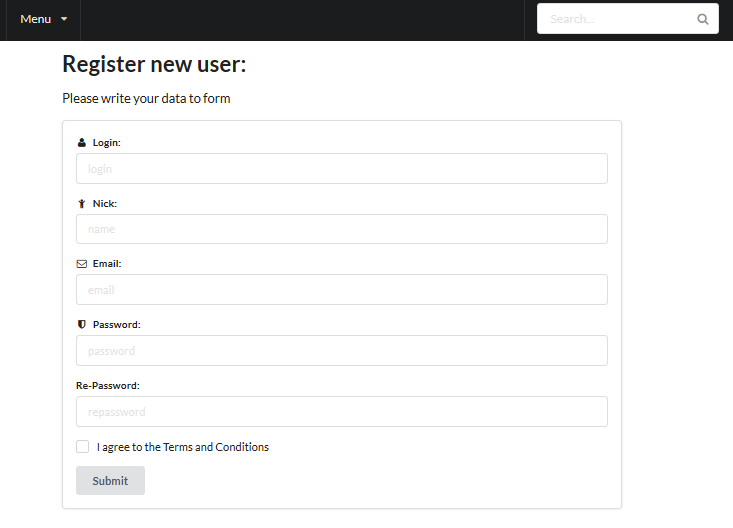 Menu
Search...
Register new user:
Please write your data to form
Login:
login
Nick:
name
Email:
email
Password:
password
Re-Password:
repassword
I agree to the Terms and Conditions
Submit